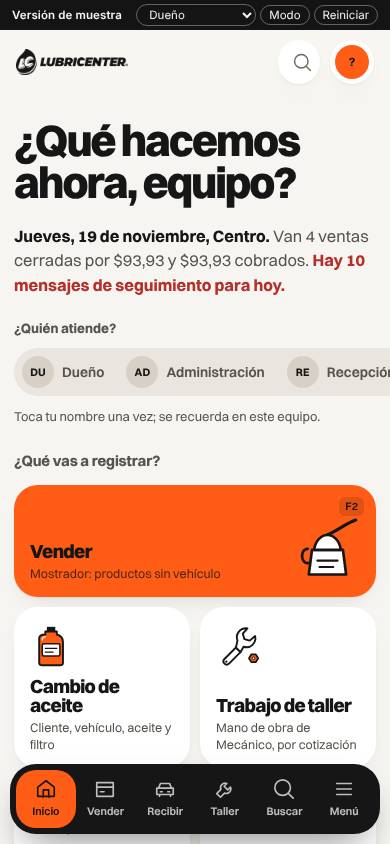 Versión de muestra
Dueño
Modo
Reiniciar
LUBRICENTER.
?
¿Qué hacemos
ahora, equipo?
Jueves, 19 de noviembre, Centro. Van 4 ventas
cerradas por $93,93 y $93,93 cobrados. Hay 10
mensajes de seguimiento para hoy.
¿Quién atiende?
DU Dueño
AD Administración
RE Recepció
Toca tu nombre una vez; se recuerda en este equipo.
¿Qué vas a registrar?
F2
Vender
Mostrador: productos sin vehículo
Cambio de
aceite
Cliente, vehículo, aceite y
filtro
Trabajo de taller
Mano de obra de
Mecánico, por cotización
Inicio
Vender
Recibir
Taller
Buscar
Menú